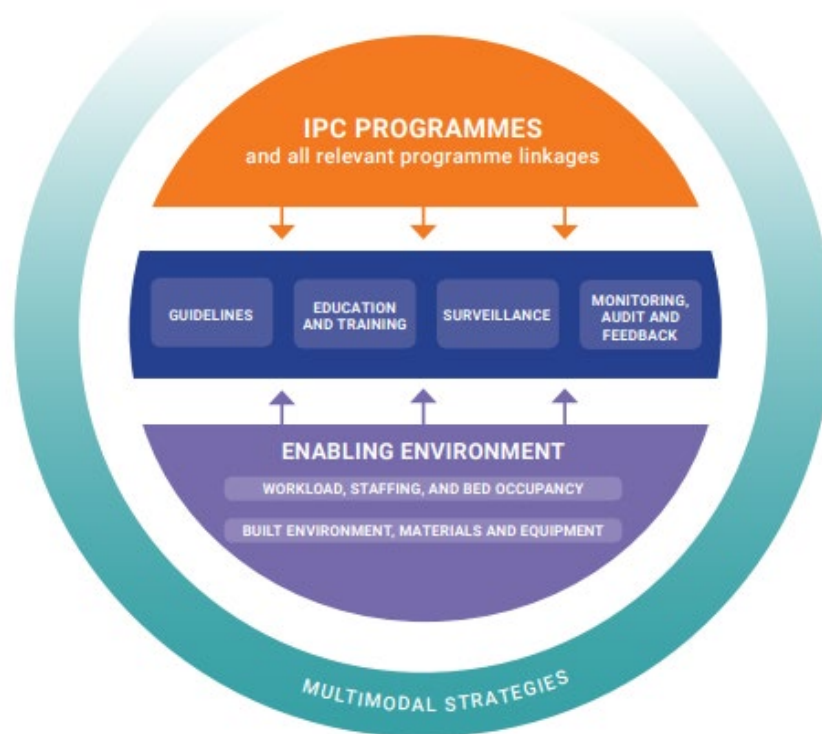 IPC PROGRAMMES
and all relevant programme linkages
GUIDELINES
EDUCATION
AND TRAINING
SURVEILLANCE
MONITORING,
AUDIT AND
FEEDBACK
ENABLING ENVIRONMENT
WORKLOAD, STAFFING, AND BED OCCUPANCY
BUILT ENVIRONMENT, MATERIALS AND EQUIPMENT
MULTIMODAL STRATEGIES